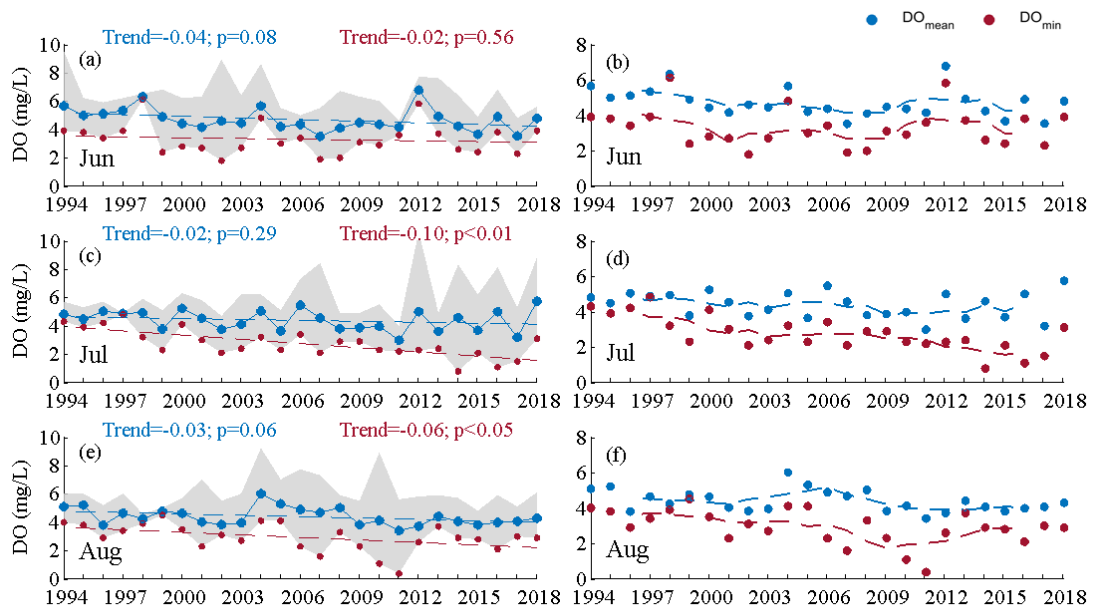 DO_mean DO_min
Trend=-0.04; p=0.08 Trend=-0.02; p=0.56
DO (mg/L)
10
8
6
4
2
0
(a)
Jun
1994 1997 2000 2003 2006 2009 2012 2015 2018
8
6
4
2
0
(b)
Jun
1994 1997 2000 2003 2006 2009 2012 2015 2018
Trend=-0.02; p=0.29 Trend=-0.10; p<0.01
DO (mg/L)
10
8
6
4
2
0
(c)
Jul
1994 1997 2000 2003 2006 2009 2012 2015 2018
8
6
4
2
0
(d)
Jul
1994 1997 2000 2003 2006 2009 2012 2015 2018
Trend=-0.03; p=0.06 Trend=-0.06; p<0.05
DO (mg/L)
10
8
6
4
2
0
(e)
Aug
1994 1997 2000 2003 2006 2009 2012 2015 2018
8
6
4
2
0
(f)
Aug
1994 1997 2000 2003 2006 2009 2012 2015 2018